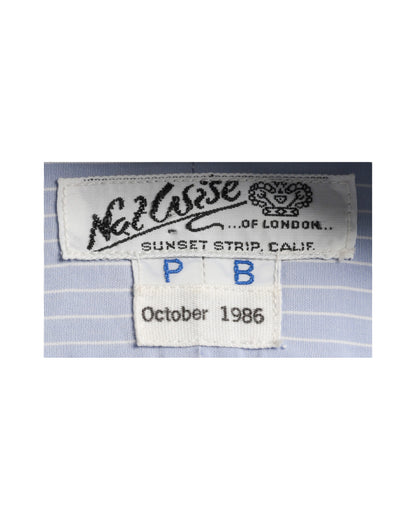 Nat Wise
...OF LONDON...
SUNSET STRIP, CALIF.
P B
October 1986